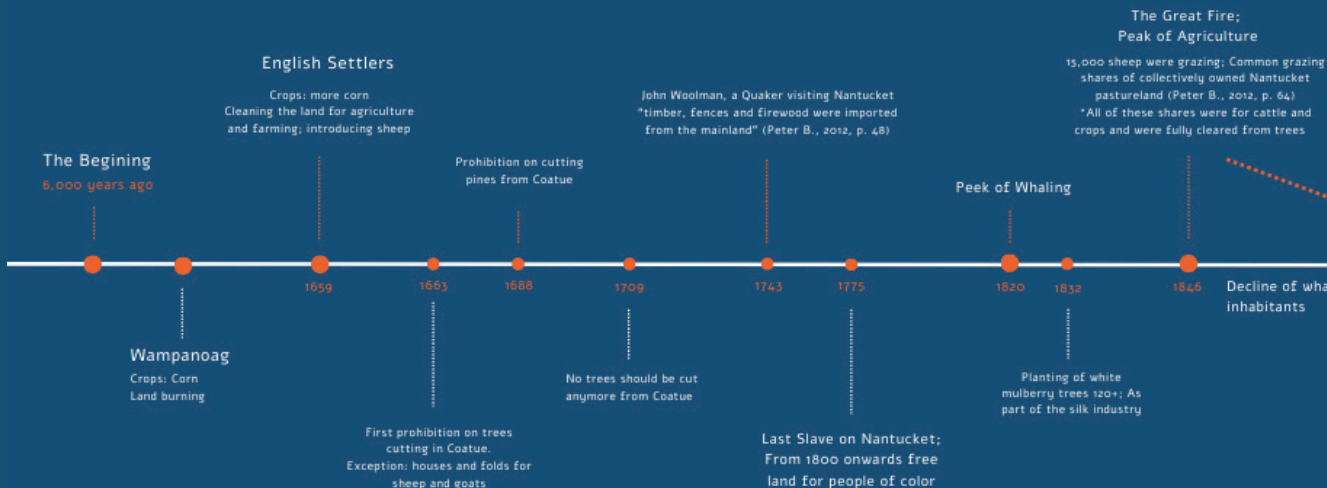 The Begining
6,000 years ago
Wampanoag
Crops: Corn
Land burning
English Settlers
Crops: more corn
Cleaning the land for agriculture
and farming; introducing sheep
1659
1663
First prohibition on trees
cutting in Coatue.
Exception: houses and folds for
sheep and goats
Prohibition on cutting
pines from Coatue
1688
1709
No trees should be cut
anymore from Coatue
John Woolman, a Quaker visiting Nantucket
"timber, fences and firewood were imported
from the mainland" (Peter B., 2012, p. 48)
1743
1775
Last Slave on Nantucket;
From 1800 onwards free
land for people of color
Peek of Whaling
1820
1832
Planting of white
mulberry trees 120+; As
part of the silk industry
The Great Fire;
Peak of Agriculture
15,000 sheep were grazing; Common grazing
shares of collectively owned Nantucket
pastureland (Peter B., 2012, p. 64)
"All of these shares were for cattle and
crops and were fully cleared from trees
1846
Decline of wha
inhabitants